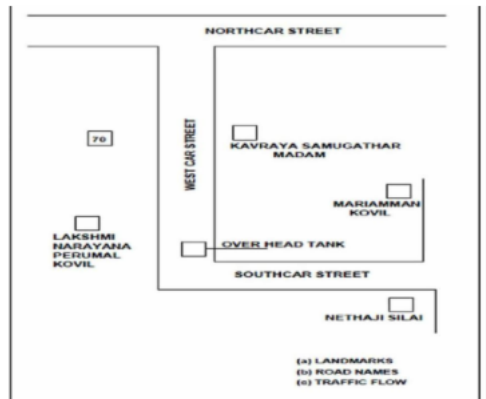 NORTHCAR STREET
WEST CAR STREET
70
KAVRAYA SAMUGATHAR
MADAM
MARIAMMAN
KOVIL
LAKSHMI
NARAYANA
PERUMAL
KOVIL
OVER HEAD TANK
SOUTHCAR STREET
NETHAJI SILAI
(a) LANDMARKS
(b) ROAD NAMES
(c) TRAFFIC FLOW